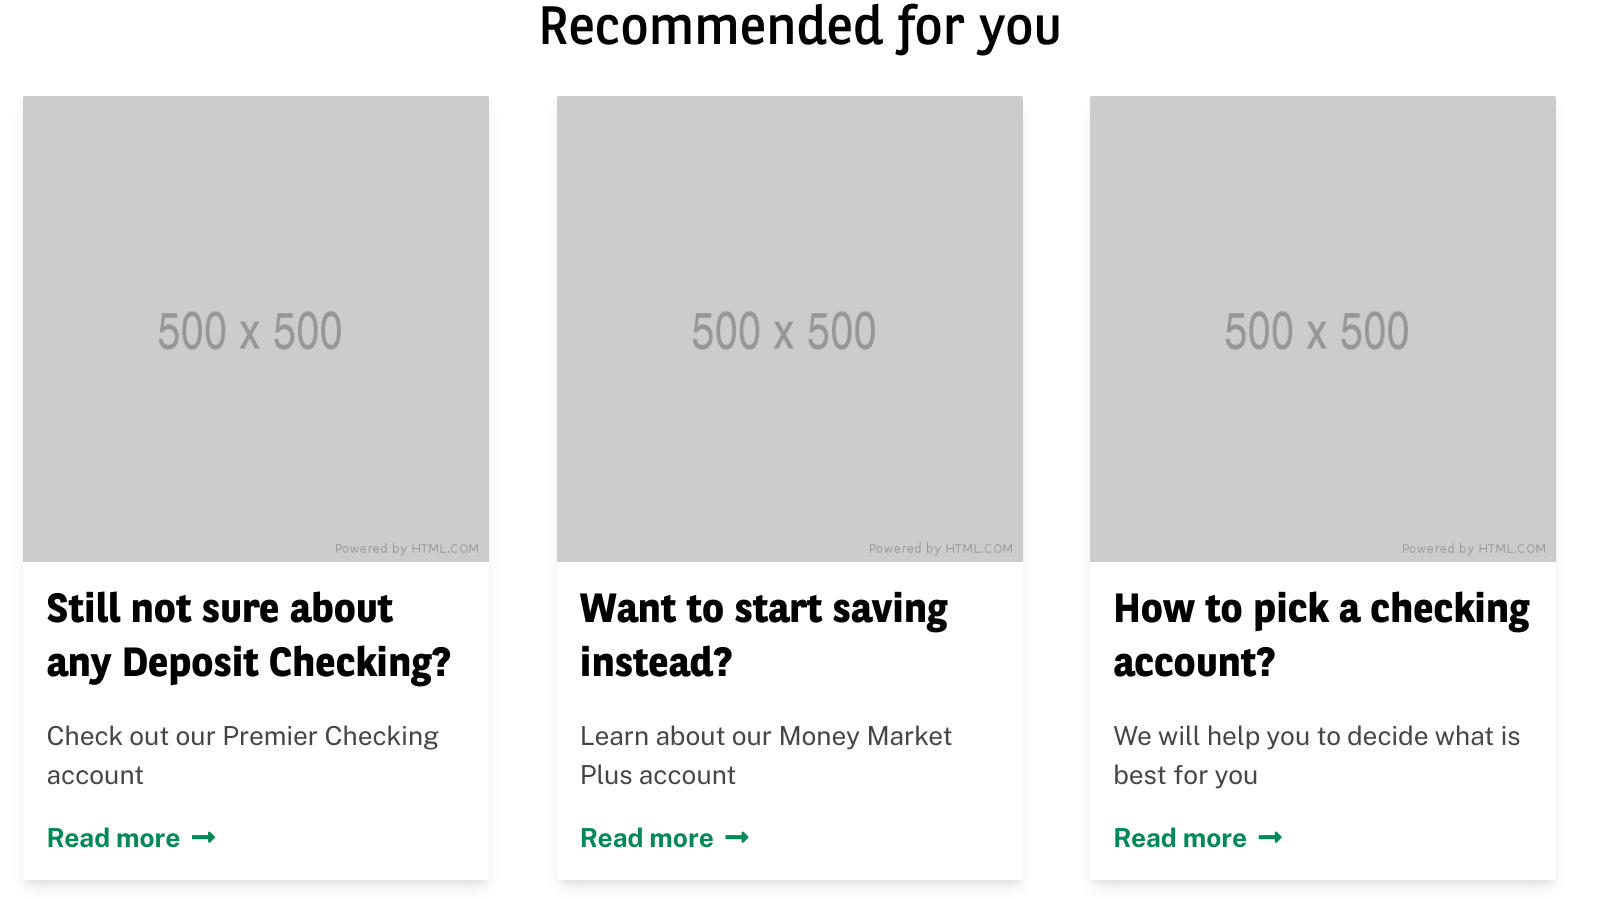 Recommended for you
500 x 500
Powered by HTML.COM
Still not sure about
any Deposit Checking?
Check out our Premier Checking
account
Read more
500 x 500
Powered by HTML.COM
Want to start saving
instead?
Learn about our Money Market
Plus account
Read more
500 x 500
Powered by HTML.COM
How to pick a checking
account?
We will help you to decide what is
best for you
Read more